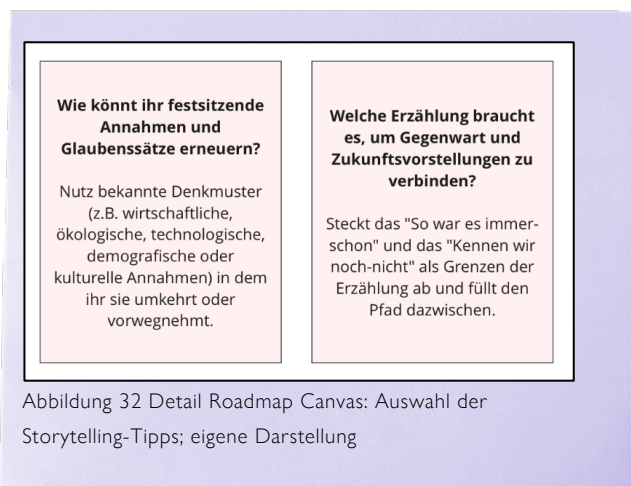 Wie könnt ihr festsitzende
Annahmen und
Glaubenssätze erneuern?
Nutz bekannte Denkmuster
(z.B. wirtschaftliche,
ökologische, technologische,
demografische oder
kulturelle Annahmen) in dem
ihr sie umkehrt oder
vorwegnehmt.
Welche Erzählung braucht
es, um Gegenwart und
Zukunftsvorstellungen zu
verbinden?
Steckt das "So war es immer-
schon" und das "Kennen wir
noch-nicht" als Grenzen der
Erzählung ab und füllt den
Pfad dazwischen.
Abbildung 32 Detail Roadmap Canvas: Auswahl der
Storytelling-Tipps; eigene Darstellung